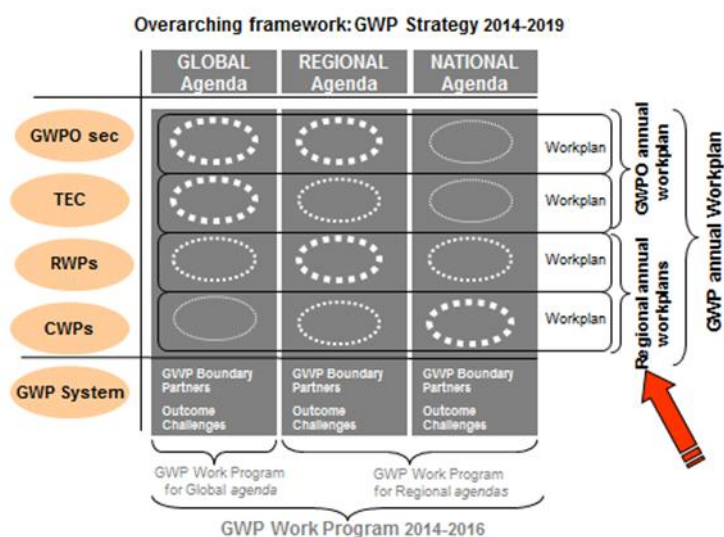 Overarching framework: GWP Strategy 2014-2019
GLOBAL
Agenda
REGIONAL
Agenda
NATIONAL
Agenda
GWPO sec
Workplan
TEC
Workplan
RWPs
Workplan
CWPs
Workplan
GWPO annual
workplan
Regional annual
workplans
GWP annual Workplan
GWP System
GWP Boundary
Partners
Outcome
Challenges
GWP Boundary
Partners
Outcome
Challenges
GWP Boundary
Partners
Outcome
Challenges
GWP Work Program
for Global agenda
GWP Work Program
for Regional agendas
GWP Work Program 2014-2016